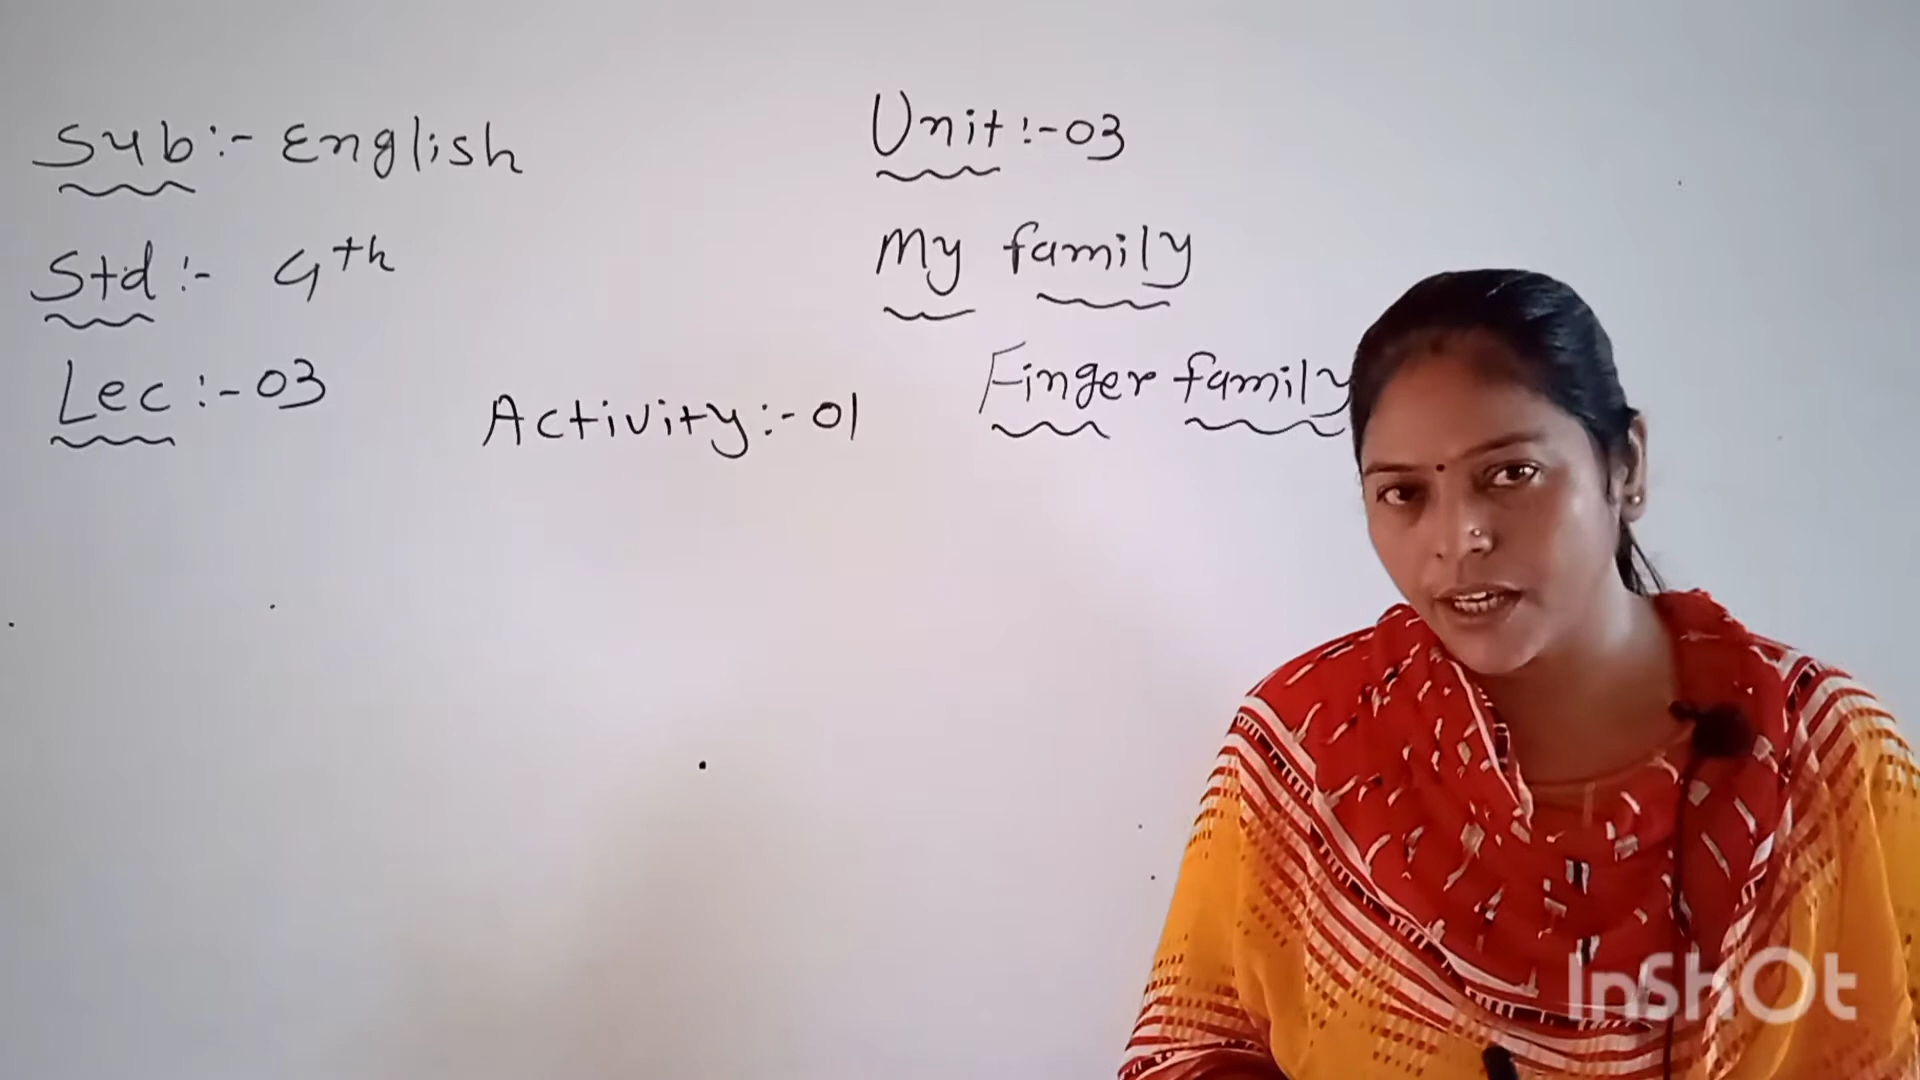 Sub:- English
Std:- 4th
Lec:-03
Activity:-01
Unit:-03
My family
Finger family
InShOt